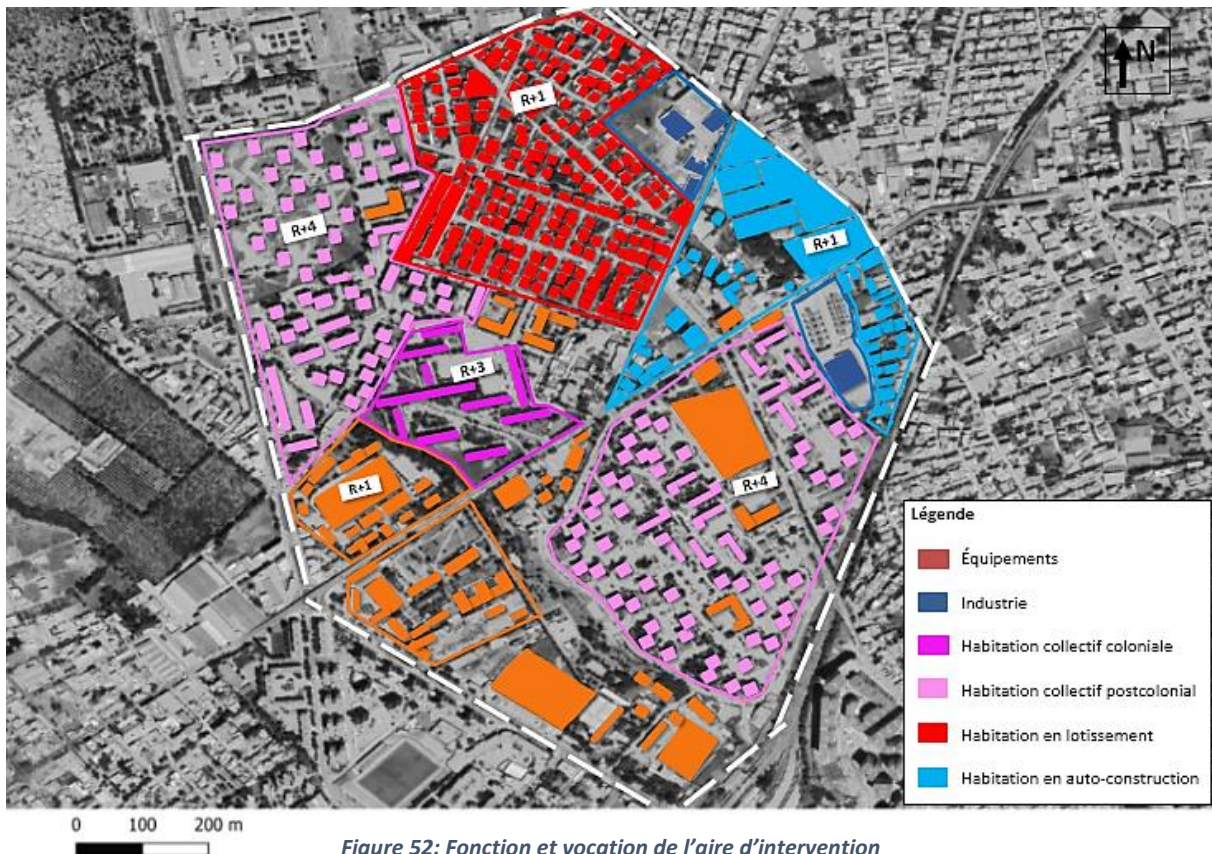 N
R+1
R+4
R+1
R+3
R+1
R+4
Légende
Équipements
Industrie
Habitation collectif coloniale
Habitation collectif postcolonial
Habitation en lotissement
Habitation en auto-construction
0 100 200 m
Figure 52: Fonction et vocation de l'aire d'intervention